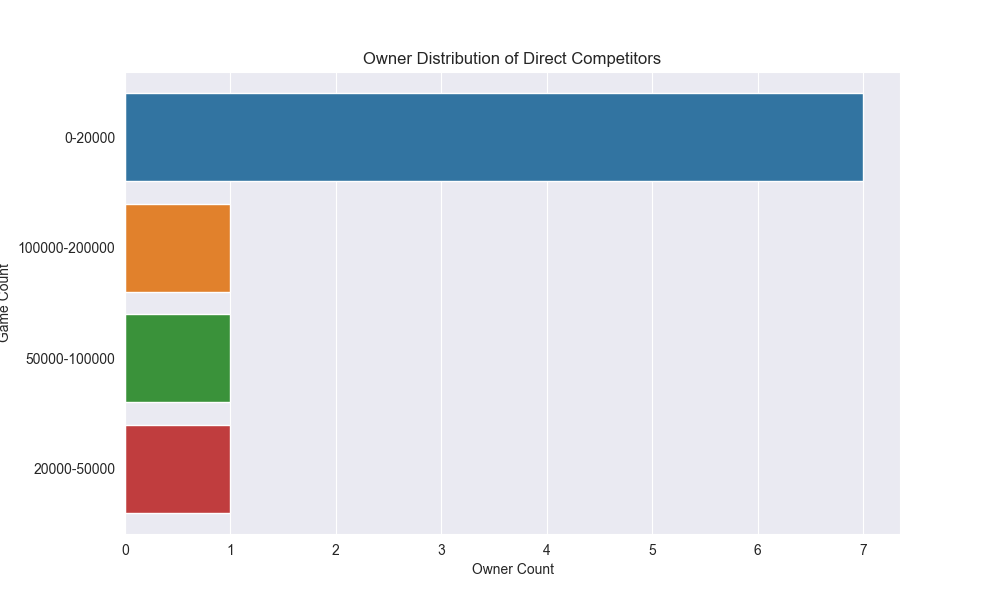 Owner Distribution of Direct Competitors
0-20000
100000-200000
50000-100000
20000-50000
Game Count
0 1 2 3 4 5 6 7
Owner Count